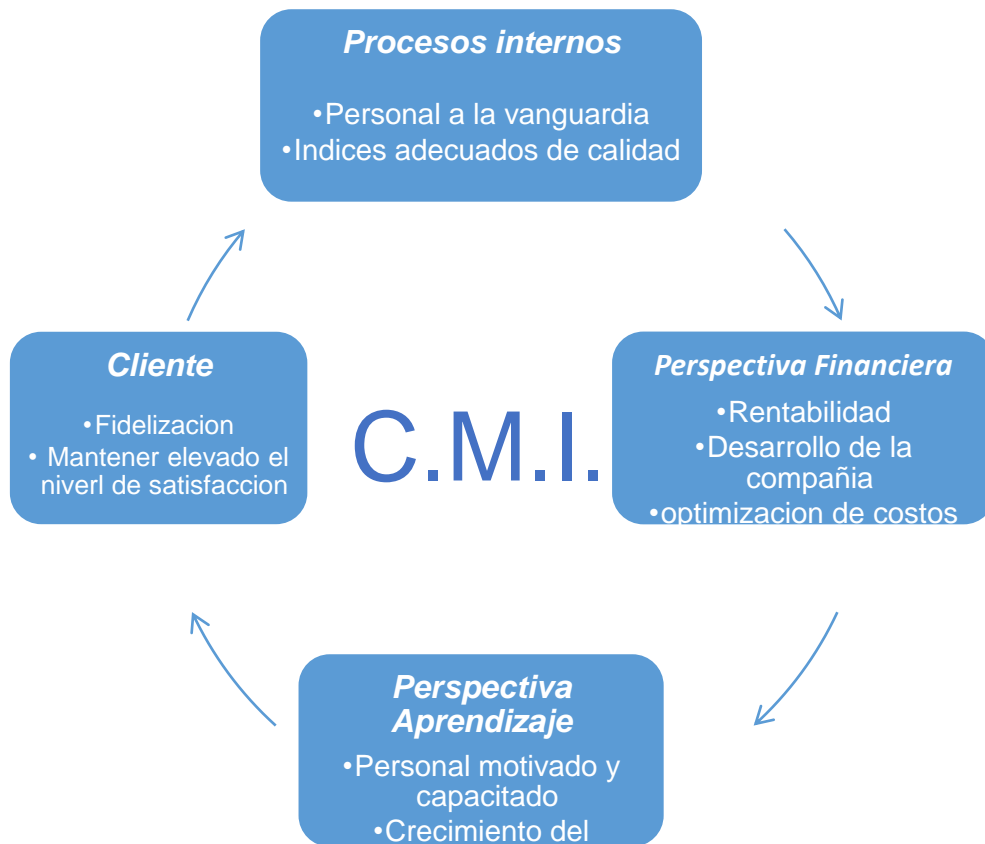 Procesos internos
•Personal a la vanguardia
•Indices adecuados de calidad
Cliente
•Fidelizacion
• Mantener elevado el
niverl de satisfaccion
C.M.I.
Perspectiva Financiera
•Rentabilidad
•Desarrollo de la
compañia
•optimizacion de costos
Perspectiva
Aprendizaje
•Personal motivado y
capacitado
•Crecimiento del